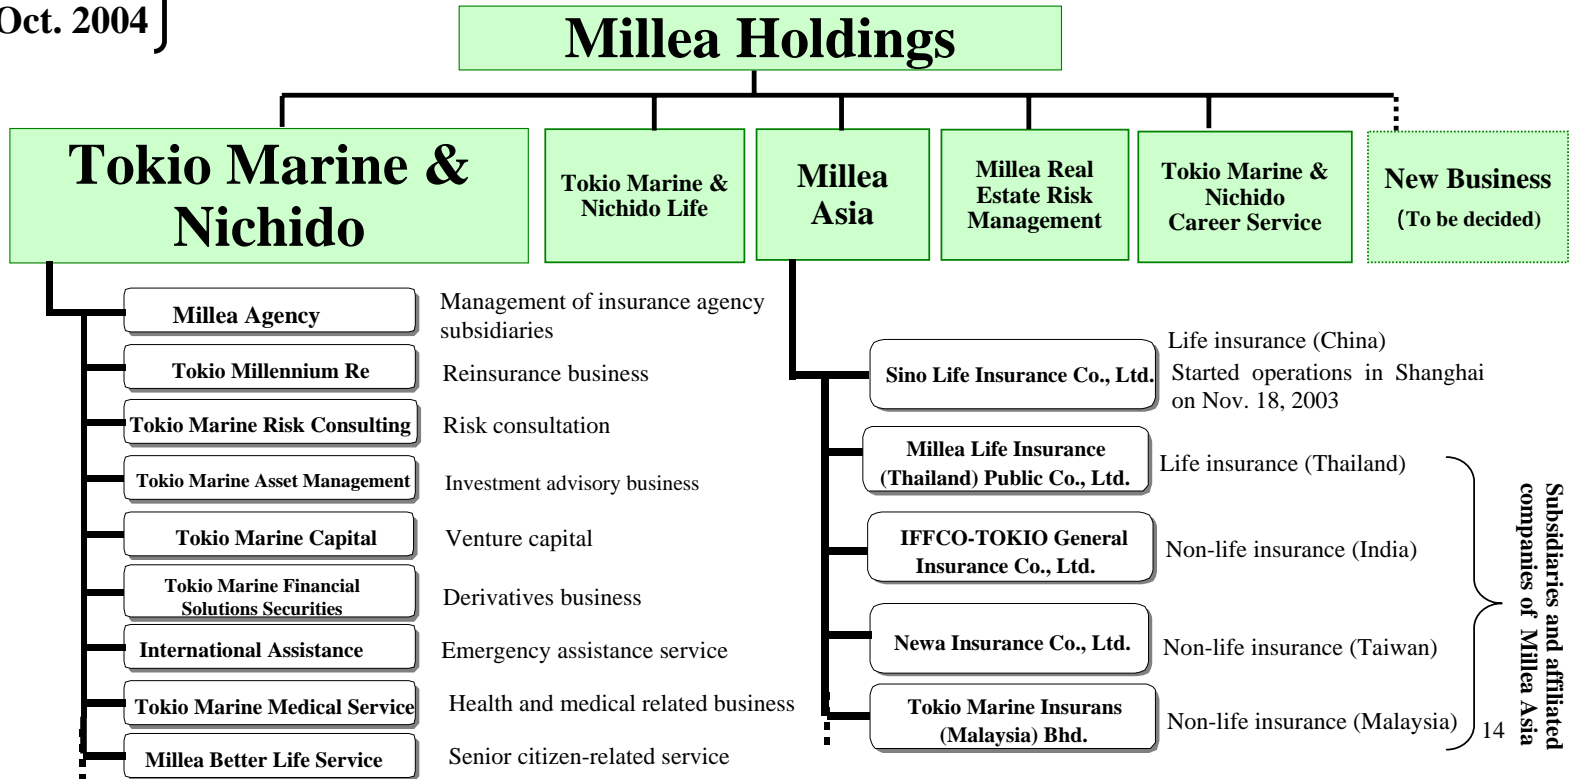 Oct. 2004
Millea Holdings
Tokio Marine &
Nichido
Tokio Marine &
Nichido Life
Millea
Asia
Millea Real
Estate Risk
Management
Tokio Marine &
Nichido
Career Service
New Business
(To be decided)
Millea Agency
Management of insurance agency
subsidiaries
Tokio Millennium Re
Reinsurance business
Tokio Marine Risk Consulting
Risk consultation
Tokio Marine Asset Management
Investment advisory business
Tokio Marine Capital
Venture capital
Tokio Marine Financial
Solutions Securities
Derivatives business
International Assistance
Emergency assistance service
Tokio Marine Medical Service
Health and medical related business
Millea Better Life Service
Senior citizen-related service
Sino Life Insurance Co., Ltd.
Life insurance (China)
Started operations in Shanghai
on Nov. 18, 2003
Millea Life Insurance
(Thailand) Public Co., Ltd.
Life insurance (Thailand)
IFFCO-TOKIO General
Insurance Co., Ltd.
Non-life insurance (India)
Newa Insurance Co., Ltd.
Non-life insurance (Taiwan)
Tokio Marine Insurans
(Malaysia) Bhd.
Non-life insurance (Malaysia)
Subsidiaries and affiliated
companies of Millea Asia
14